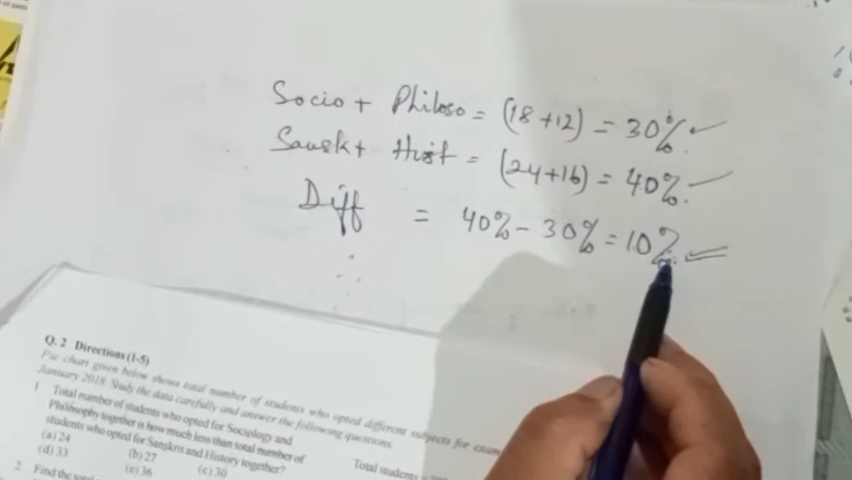 Socio + Philoso = (18+12) = 30%.
Sansk + Hist = (24+16) = 40%.
Diff = 40% - 30% = 10%
∴
Q. 2 Directions (1-5)
Pie chart given below shows total number of students who opted different subjects for exam
January 2018. Study the data carefully and answer the following questions.
1 Total number of students who opted for Sociology and
Philosophy together is how much less than total number of
students who opted for Sanskrit and History together?
(a) 24 (b) 27 (c) 30
(d) 33 (e) 36
Total students =
2. Find the total